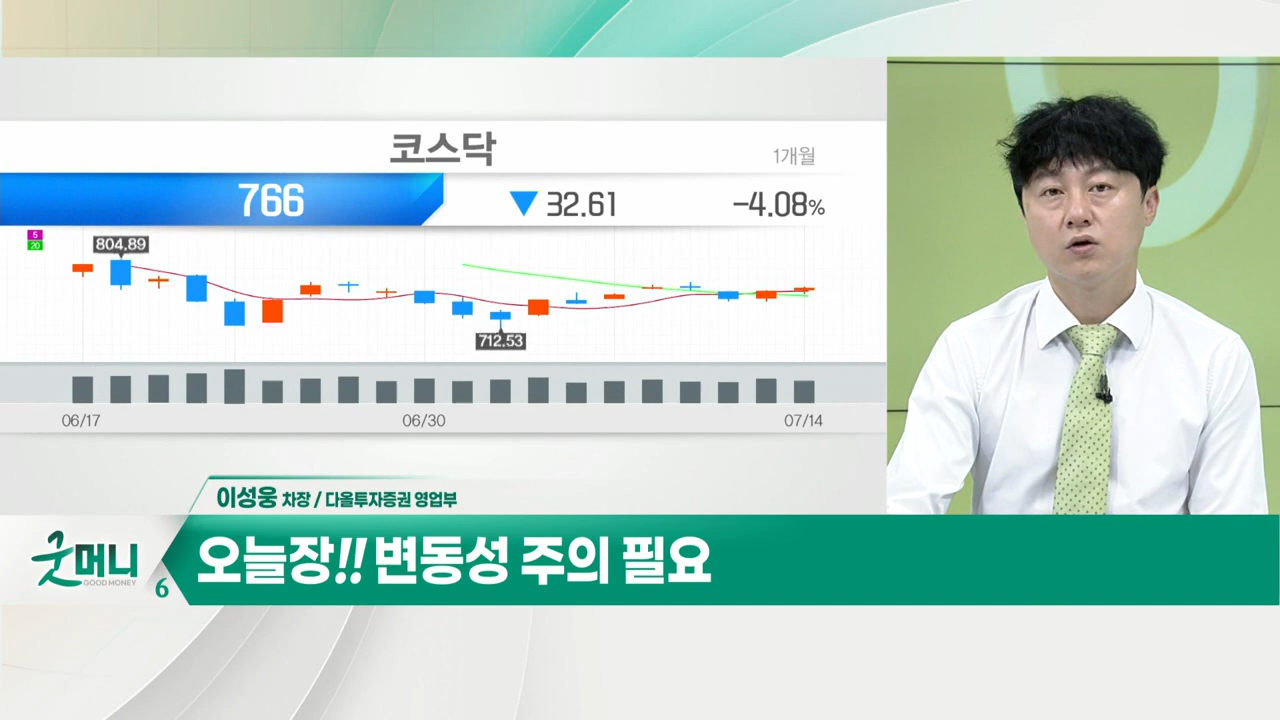 코스닥
1개월
766
▼ 32.61
-4.08%
5
20
804.89
712.53
06/17
06/30
07/14
이성웅 차장 / 다올투자증권 영업부
굿머니
GOOD MONEY
6
오늘장!! 변동성 주의 필요